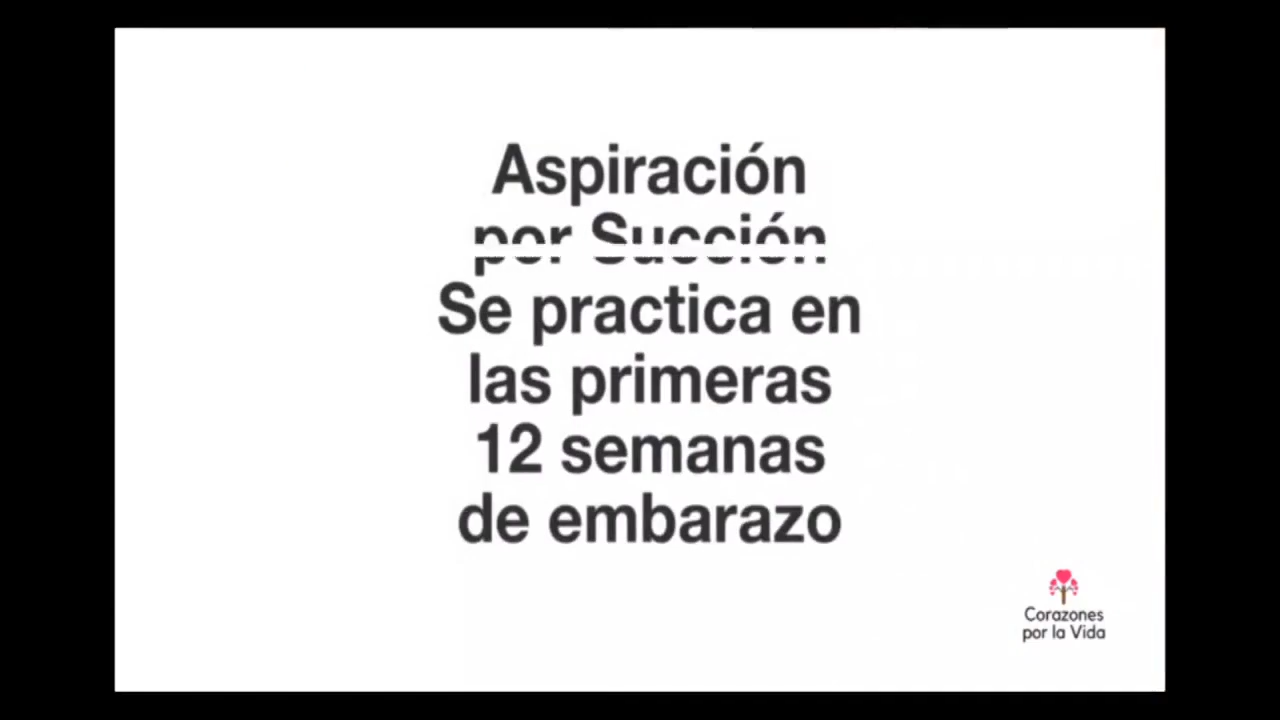 Aspiración
por Succión
Se practica en
las primeras
12 semanas
de embarazo
Corazones
por la Vida